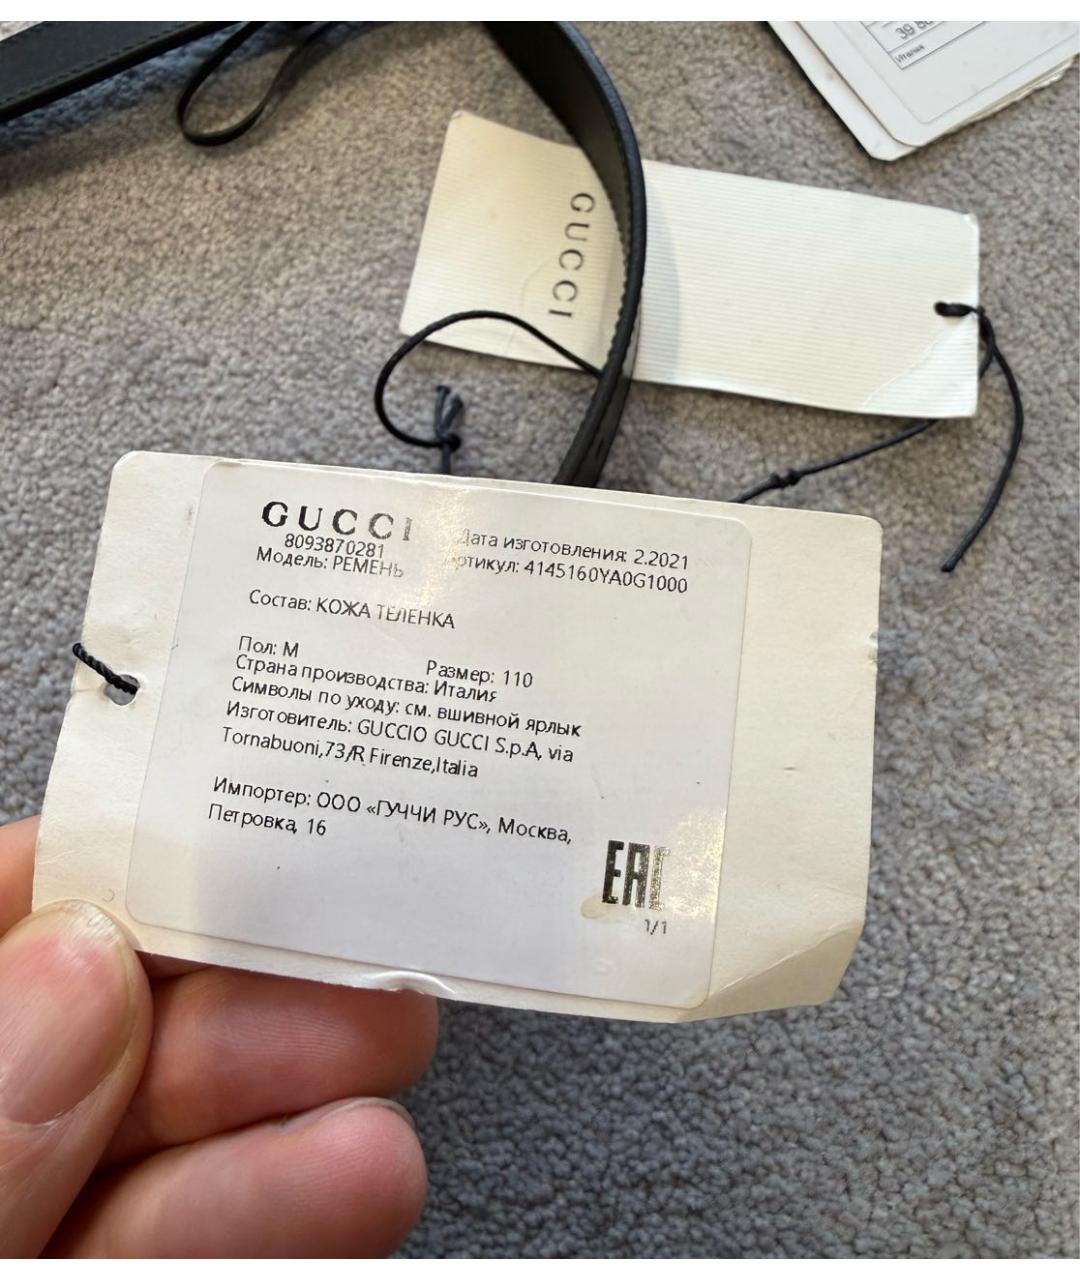 39
Италия
GUCCI
GUCCI
8093870281
Модель: РЕМЕНЬ
Дата изготовления: 2.2021
Артикул: 4145160YA0G1000
Состав: КОЖА ТЕЛЕНКА
Пол: М
Размер: 110
Страна производства: Италия
Символы по уходу: см. вшивной ярлык
Изготовитель: GUCCIO GUCCI S.p.A, via
Tornabuoni,73/R Firenze,Italia
Импортер: ООО «ГУЧЧИ РУС», Москва,
Петровка, 16
EAC
1/1